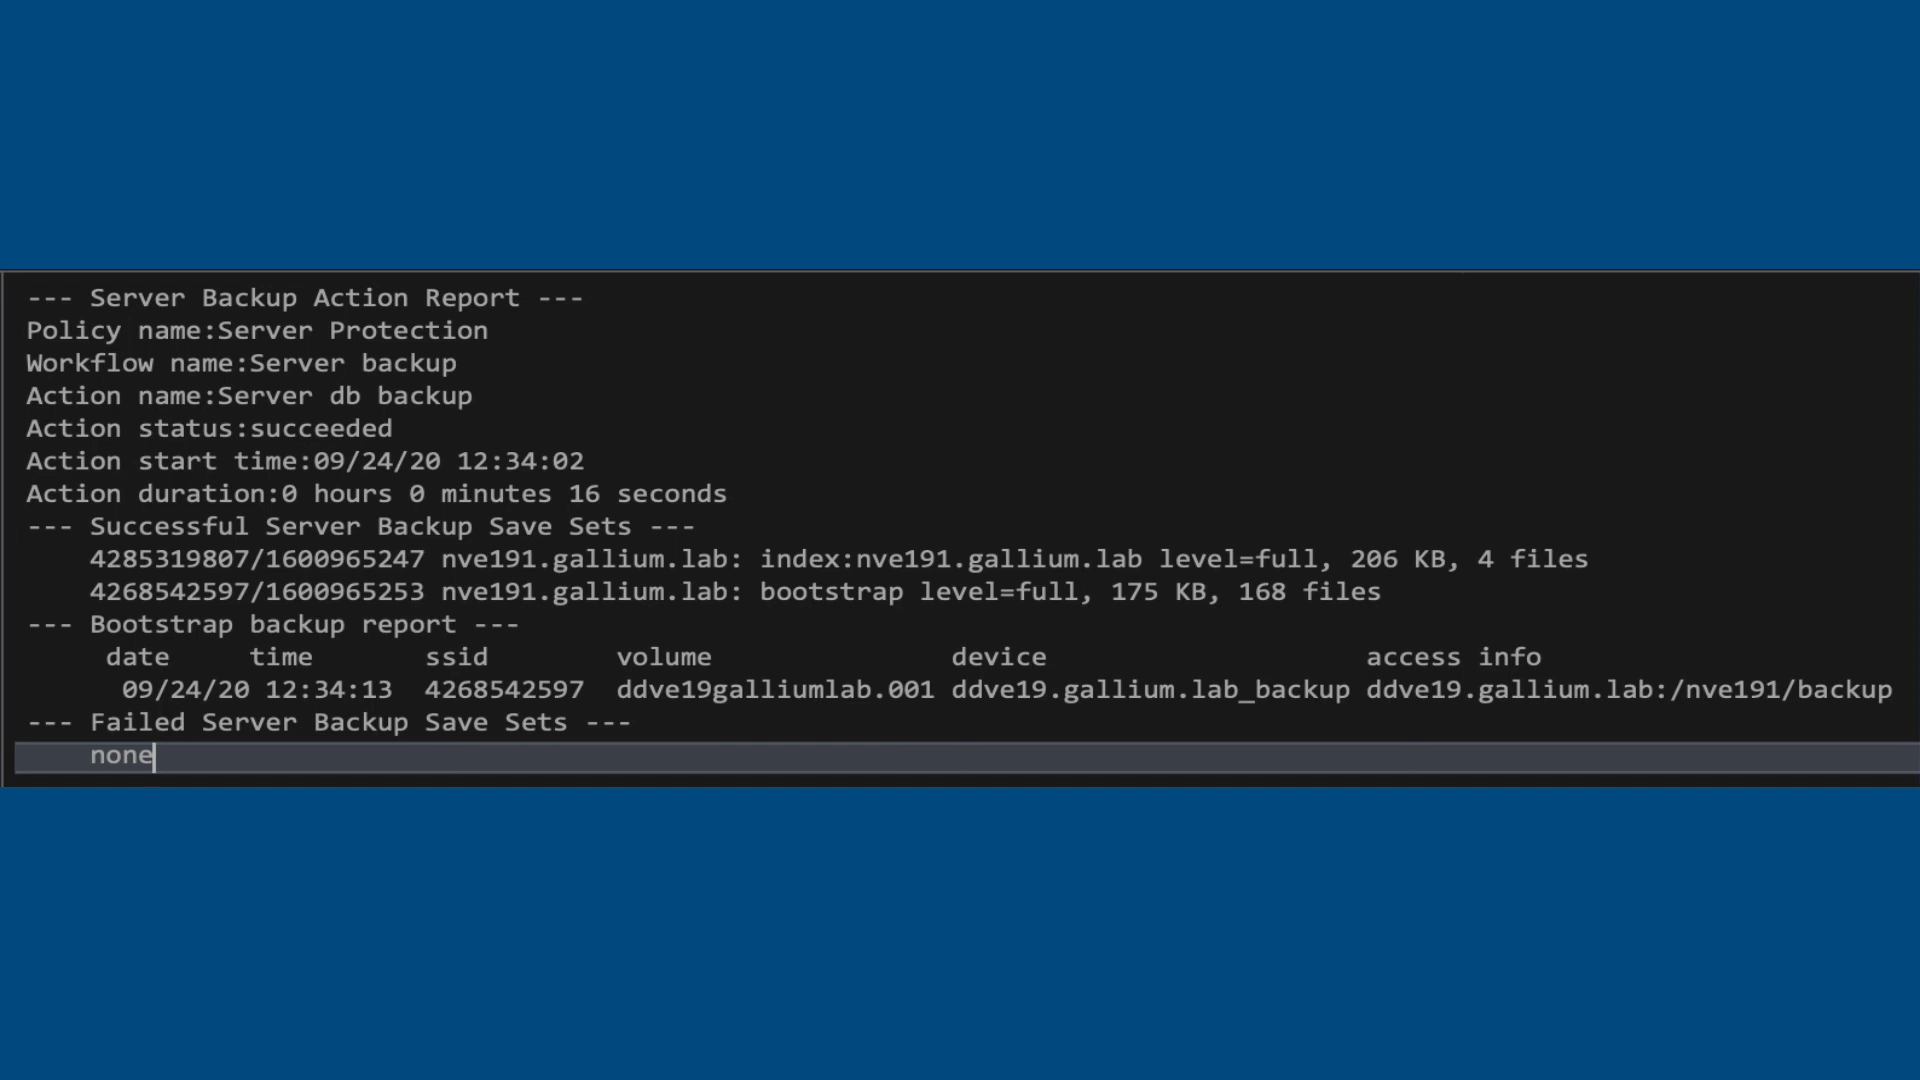 --- Server Backup Action Report ---
Policy name:Server Protection
Workflow name:Server backup
Action name:Server db backup
Action status:succeeded
Action start time:09/24/20 12:34:02
Action duration:0 hours 0 minutes 16 seconds
--- Successful Server Backup Save Sets ---
4285319807/1600965247 nve191.gallium.lab: index:nve191.gallium.lab level=full, 206 KB, 4 files
4268542597/1600965253 nve191.gallium.lab: bootstrap level=full, 175 KB, 168 files
--- Bootstrap backup report ---
date time ssid volume device access info
09/24/20 12:34:13 4268542597 ddve19galliumlab.001 ddve19.gallium.lab_backup ddve19.gallium.lab:/nve191/backup
--- Failed Server Backup Save Sets ---
none